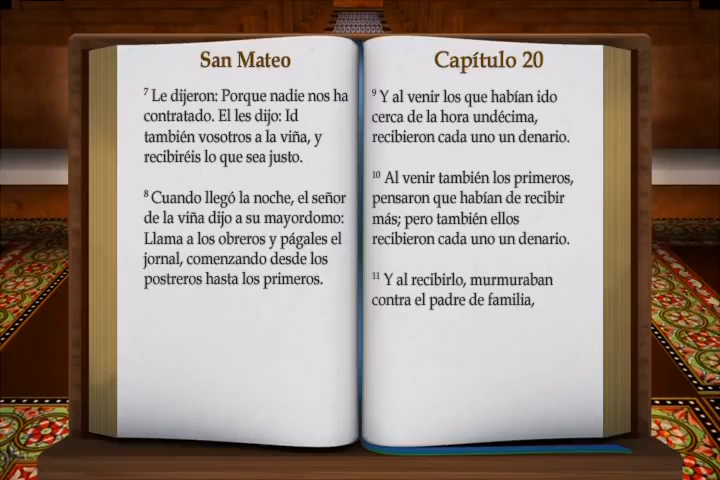 San Mateo
7 Le dijeron: Porque nadie nos ha
contratado. El les dijo: Id
también vosotros a la viña, y
recibiréis lo que sea justo.
8 Cuando llegó la noche, el señor
de la viña dijo a su mayordomo:
Llama a los obreros y págales el
jornal, comenzando desde los
postreros hasta los primeros.
Capítulo 20
9 Y al venir los que habían ido
cerca de la hora undécima,
recibieron cada uno un denario.
10 Al venir también los primeros,
pensaron que habían de recibir
más; pero también ellos
recibieron cada uno un denario.
11 Y al recibirlo, murmuraban
contra el padre de familia,